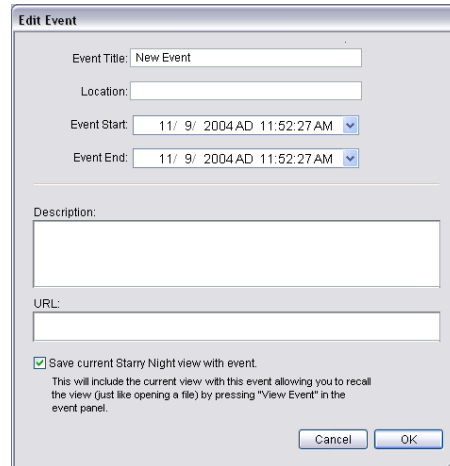 Edit Event
Event Title: New Event
Location:
Event Start: 11/ 9/ 2004 AD 11:52:27 AM
Event End: 11/ 9/ 2004 AD 11:52:27 AM
Description:
URL:
Save current Starry Night view with event.
This will include the current view with this event allowing you to recall
the view (just like opening a file) by pressing "View Event" in the
event panel.
Cancel OK